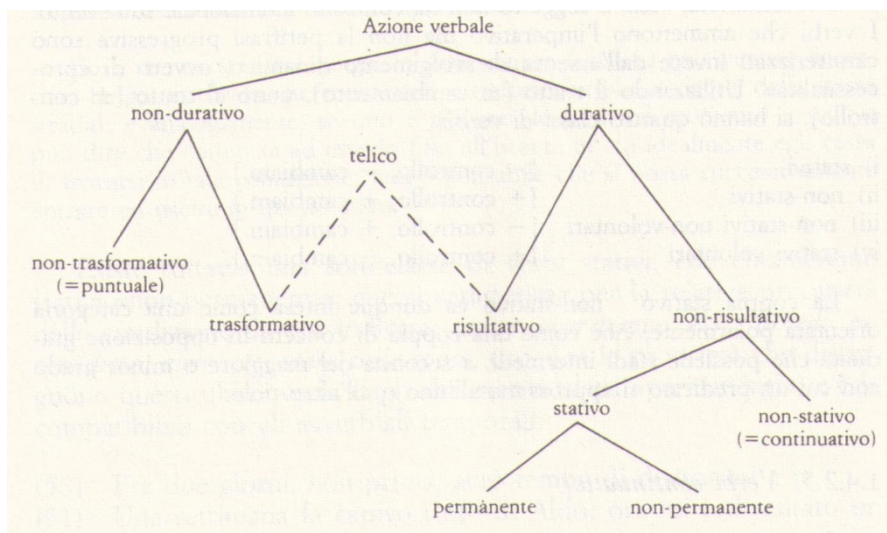 Azione verbale
non-durativo
durativo
telico
non-trasformativo
(=puntuale)
trasformativo
risultativo
non-risultativo
stativo
non-stativo
(=continuativo)
permanente
non-permanente